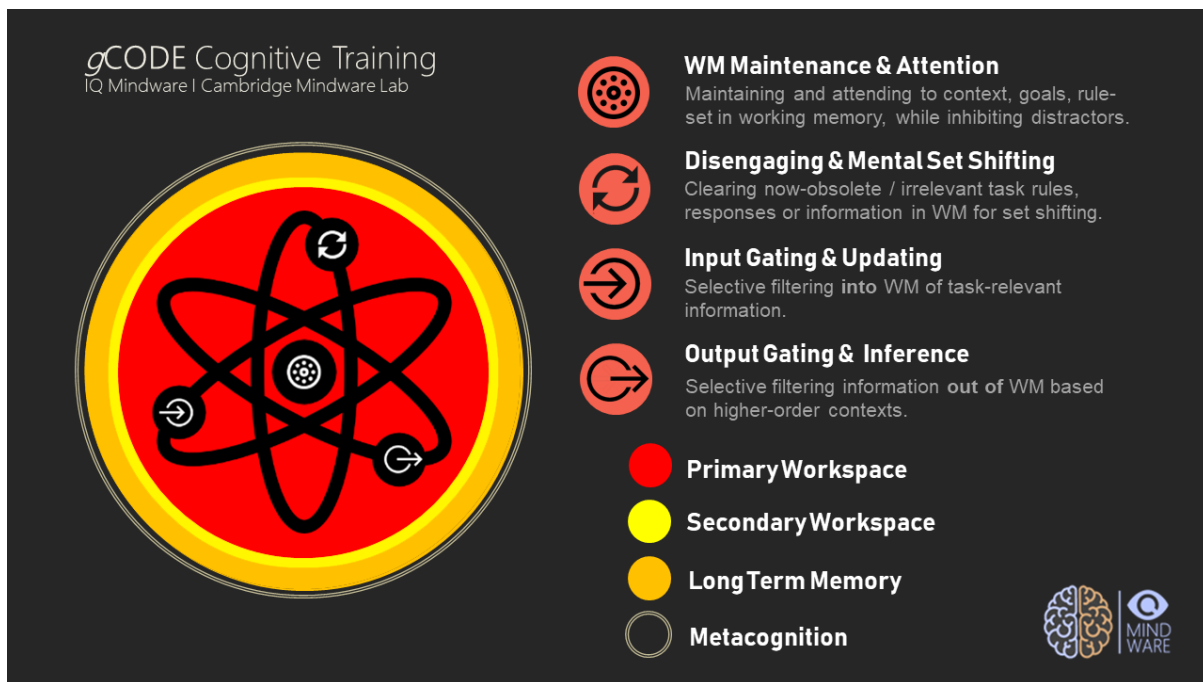 gCODE Cognitive Training
IQ Mindware I Cambridge Mindware Lab
WM Maintenance & Attention
Maintaining and attending to context, goals, rule-
set in working memory, while inhibiting distractors.
Disengaging & Mental Set Shifting
Clearing now-obsolete / irrelevant task rules,
responses or information in WM for set shifting.
Input Gating & Updating
Selective filtering into WM of task-relevant
information.
Output Gating & Inference
Selective filtering information out of WM based
on higher-order contexts.
Primary Workspace
Secondary Workspace
Long Term Memory
Metacognition
MIND
WARE